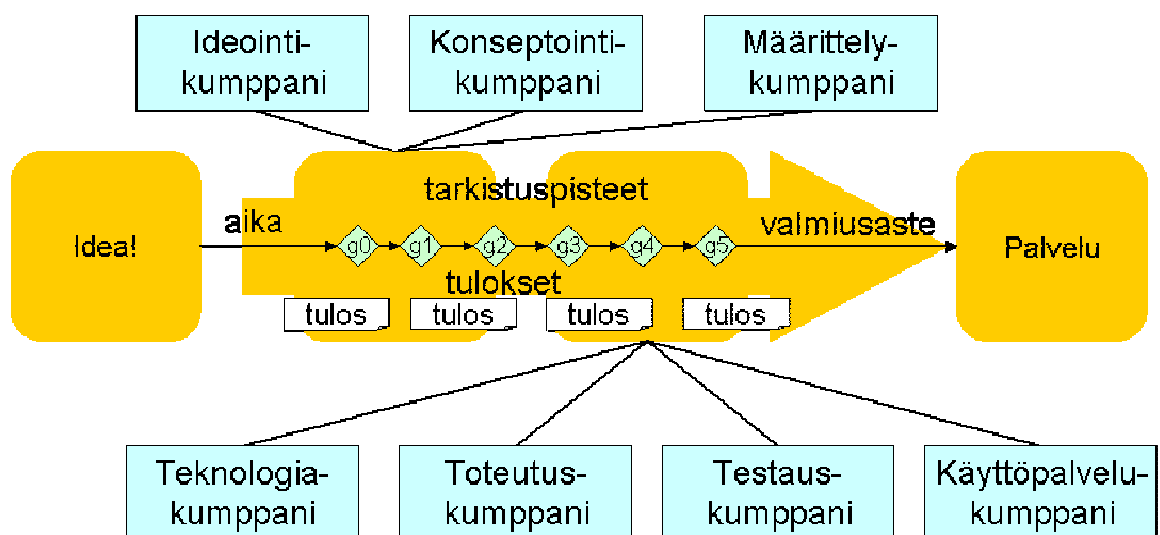 Ideointi-
kumppani
Konseptointi-
kumppani
Määrittely-
kumppani
tarkistuspisteet
aika
valmiusaste
Idea!
g0
g1
g2
g3
g4
g5
Palvelu
tulokset
tulos
tulos
tulos
tulos
Teknologia-
kumppani
Toteutus-
kumppani
Testaus-
kumppani
Käyttöpalvelu-
kumppani